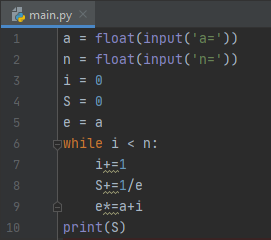 main.py
1 a = float(input('a='))
2 n = float(input('n='))
3 i = 0
4 S = 0
5 e = a
6 while i < n:
7 i+=1
8 S+=1/e
9 e*=a+i
10 print(S)